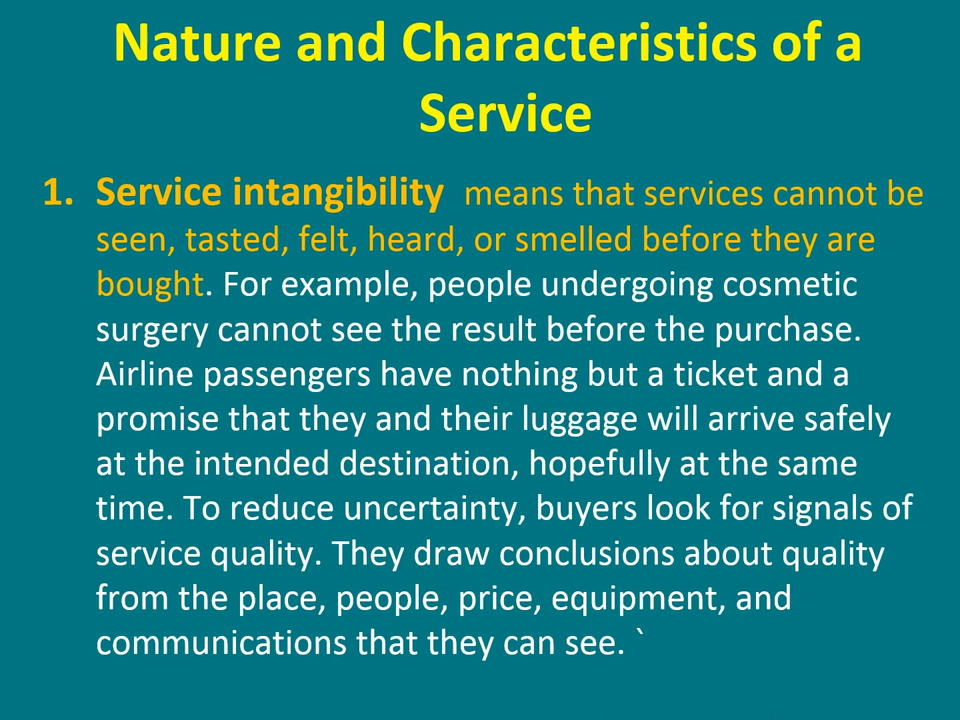 Nature and Characteristics of a
Service
1. Service intangibility means that services cannot be
seen, tasted, felt, heard, or smelled before they are
bought. For example, people undergoing cosmetic
surgery cannot see the result before the purchase.
Airline passengers have nothing but a ticket and a
promise that they and their luggage will arrive safely
at the intended destination, hopefully at the same
time. To reduce uncertainty, buyers look for signals of
service quality. They draw conclusions about quality
from the place, people, price, equipment, and
communications that they can see. `